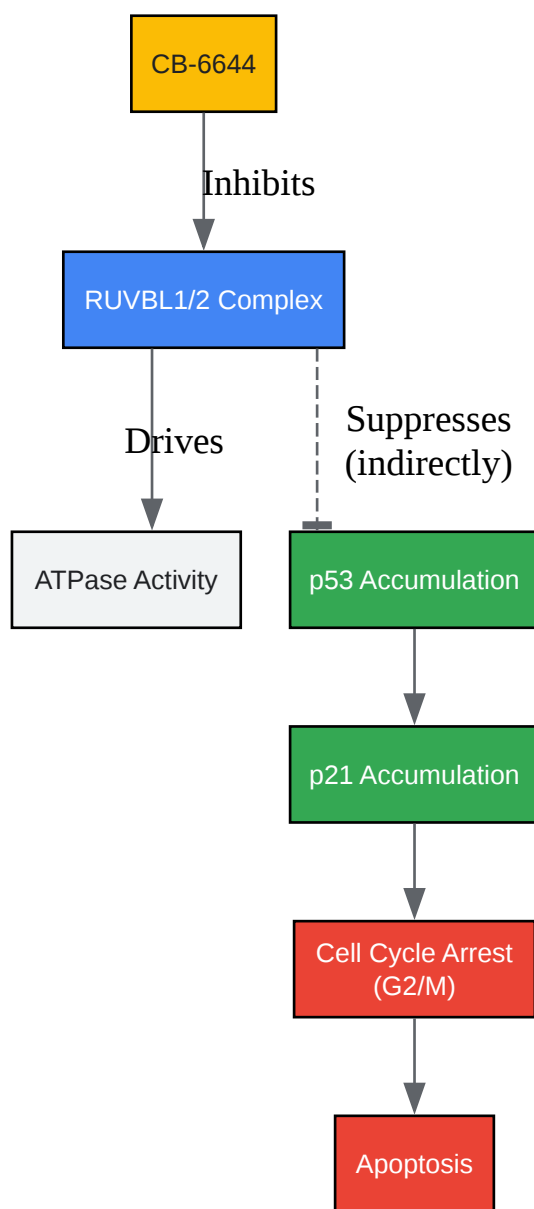 CB-6644
Inhibits
RUVBL1/2 Complex
Drives
Suppresses
(indirectly)
ATPase Activity
p53 Accumulation
p21 Accumulation
Cell Cycle Arrest
(G2/M)
Apoptosis